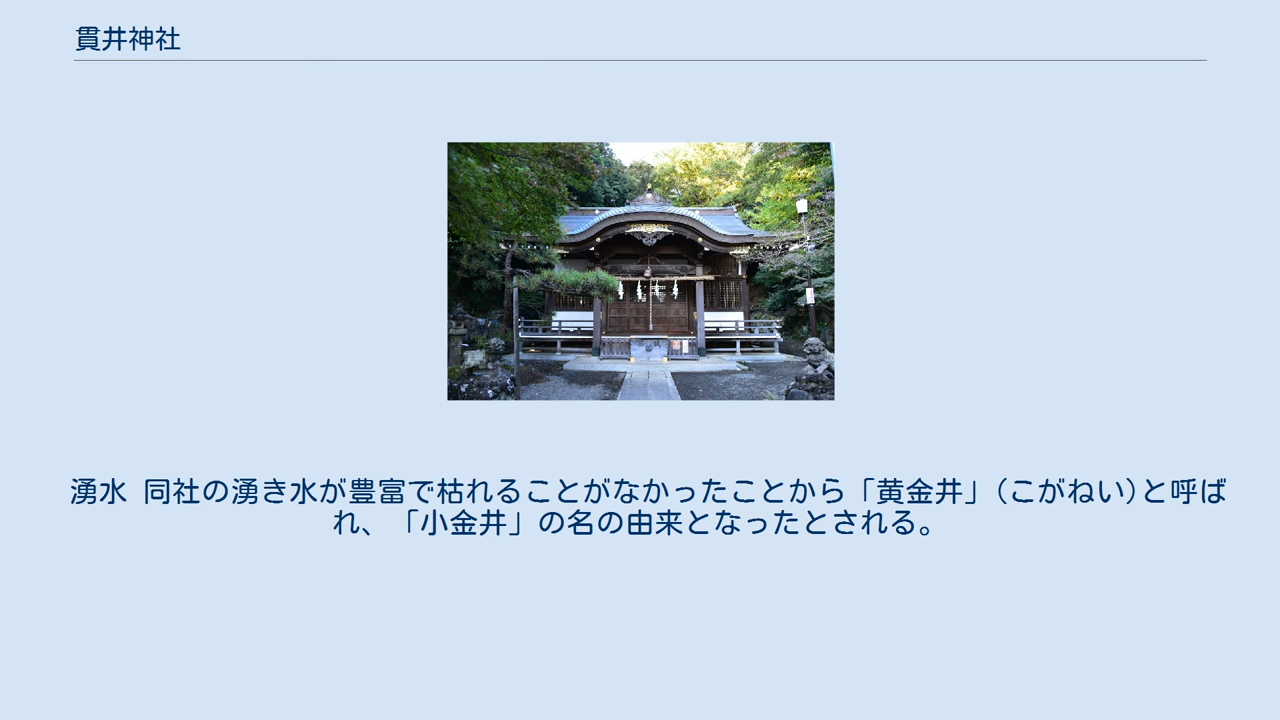 貫井神社
湧水 同社の湧き水が豊富で枯れることがなかったことから「黄金井」(こがねい)と呼ば
れ、「小金井」の名の由来となったとされる。